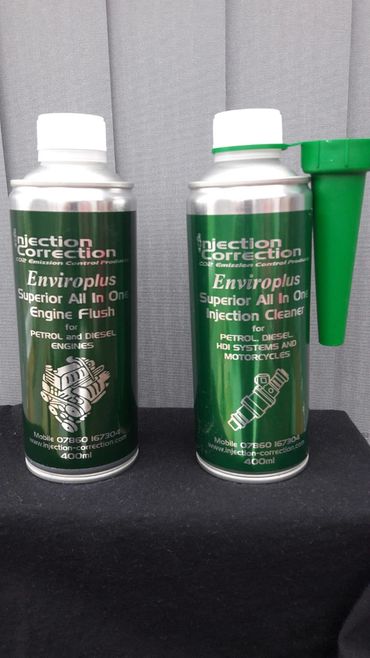 Injection
Correction
CO2 Emission Control Products
Enviroplus
Superior All In One
Engine Flush
for
PETROL and DIESEL
ENGINES
Mobile 07860 167304
www.injection-correction.com
400ml
Injection
Correction
CO2 Emission Control Products
Enviroplus
Superior All In One
Injection Cleaner
for
PETROL, DIESEL,
HDI SYSTEMS AND
MOTORCYCLES
Mobile 07860 167304
www.injection-correction.com
400ml